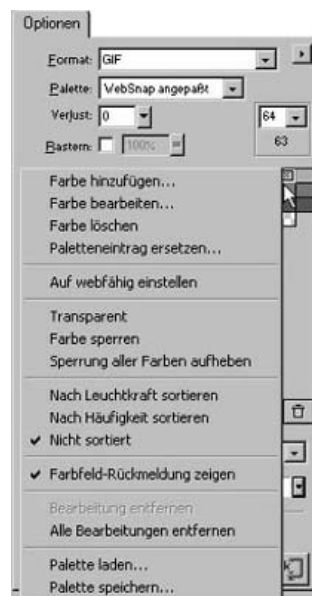 Optionen
Format: GIF
Palette: WebSnap angepaßt
Verlust: 0 64
Rastern: 100% 63
Farbe hinzufügen...
Farbe bearbeiten...
Farbe löschen
Paletteneintrag ersetzen...
Auf webfähig einstellen
Transparent
Farbe sperren
Sperrung aller Farben aufheben
Nach Leuchtkraft sortieren
Nach Häufigkeit sortieren
Nicht sortiert
Farbfeld-Rückmeldung zeigen
Bearbeitung entfernen
Alle Bearbeitungen entfernen
Palette laden...
Palette speichern...